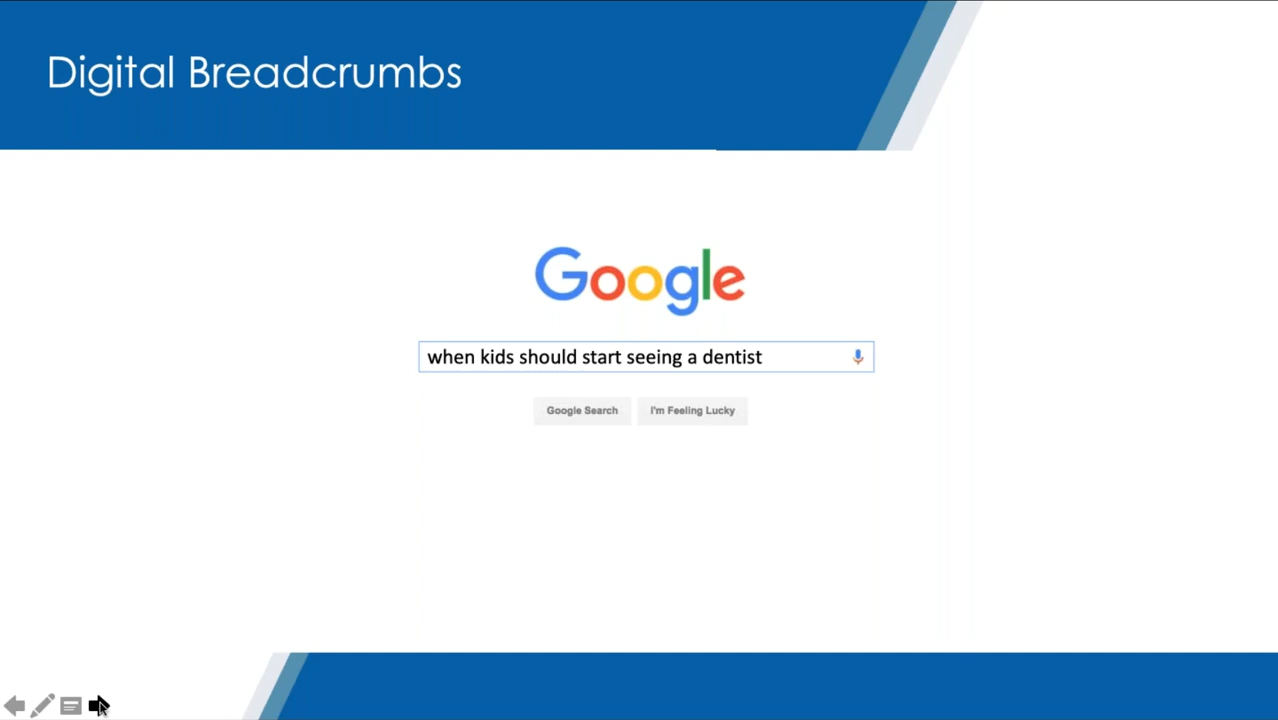 Digital Breadcrumbs
Google
when kids should start seeing a dentist
Google Search
I'm Feeling Lucky